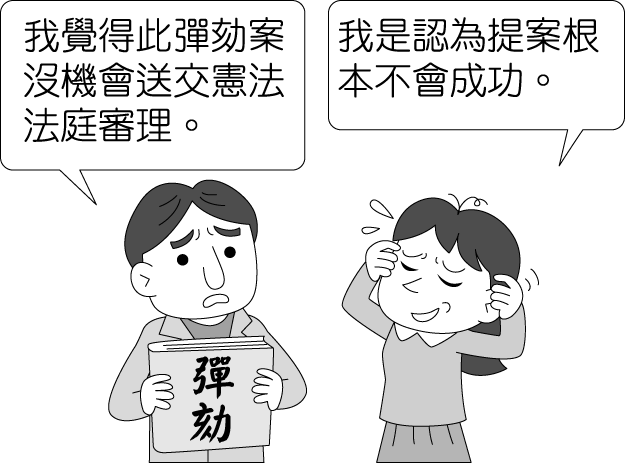 我覺得此彈劾案
沒機會送交憲法
法庭審理。
我是認為提案根
本不會成功。
彈
劾